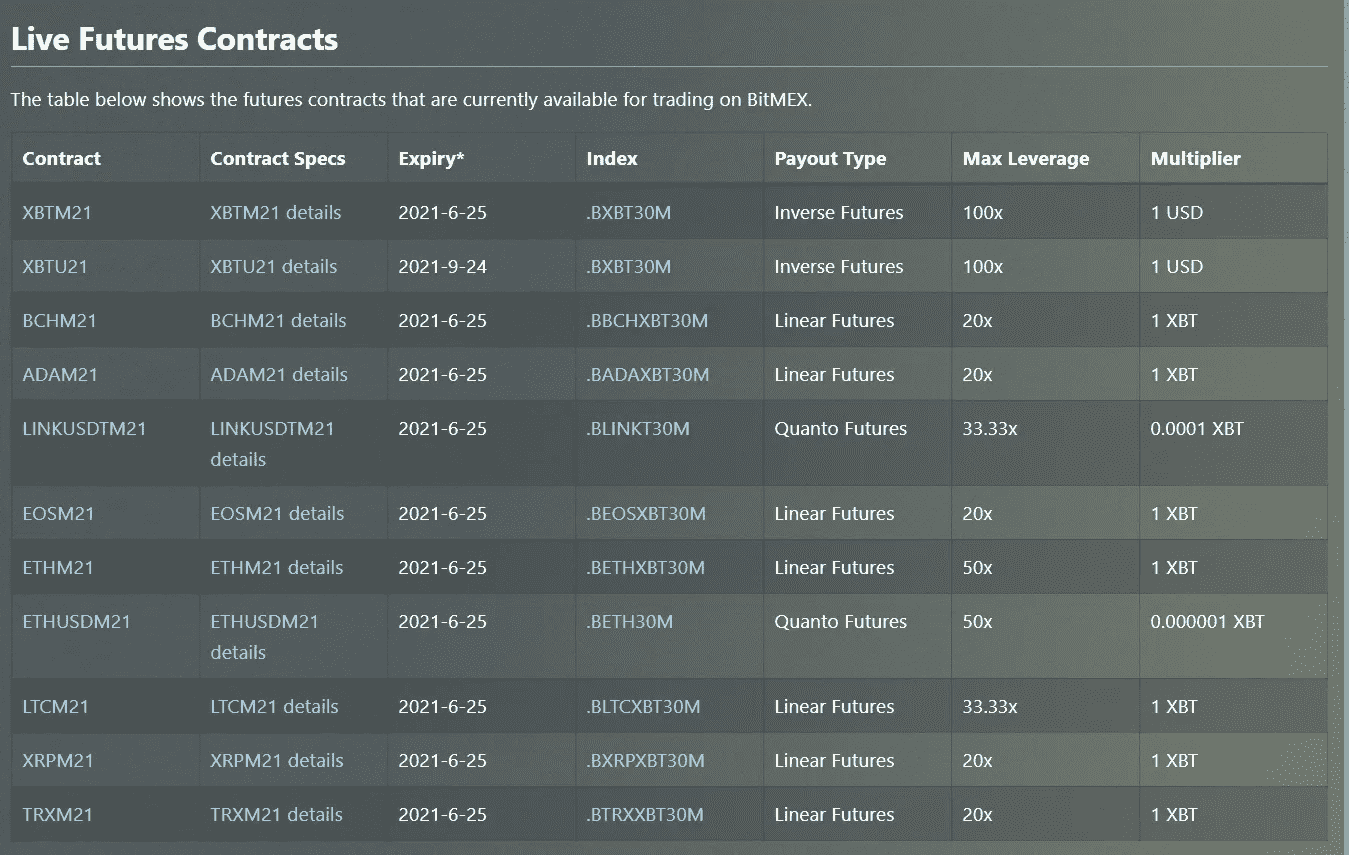 Live Futures Contracts
The table below shows the futures contracts that are currently available for trading on BitMEX.
Contract Contract Specs Expiry* Index Payout Type Max Leverage Multiplier
XBTM21 XBTM21 details 2021-6-25 .BXBT30M Inverse Futures 100x 1 USD
XBTU21 XBTU21 details 2021-9-24 .BXBT30M Inverse Futures 100x 1 USD
BCHM21 BCHM21 details 2021-6-25 .BBCHXBT30M Linear Futures 20x 1 XBT
ADAM21 ADAM21 details 2021-6-25 .BADAXBT30M Linear Futures 20x 1 XBT
LINKUSDTM21 LINKUSDTM21 2021-6-25 .BLINKT30M Quanto Futures 33.33x 0.0001 XBT
details
EOSM21 EOSM21 details 2021-6-25 .BEOSXBT30M Linear Futures 20x 1 XBT
ETHM21 ETHM21 details 2021-6-25 .BETHXBT30M Linear Futures 50x 1 XBT
ETHUSDM21 ETHUSDM21 2021-6-25 .BETH30M Quanto Futures 50x 0.000001 XBT
details
LTCM21 LTCM21 details 2021-6-25 .BLTCXBT30M Linear Futures 33.33x 1 XBT
XRPM21 XRPM21 details 2021-6-25 .BXRPXBT30M Linear Futures 20x 1 XBT
TRXM21 TRXM21 details 2021-6-25 .BTRXXBT30M Linear Futures 20x 1 XBT